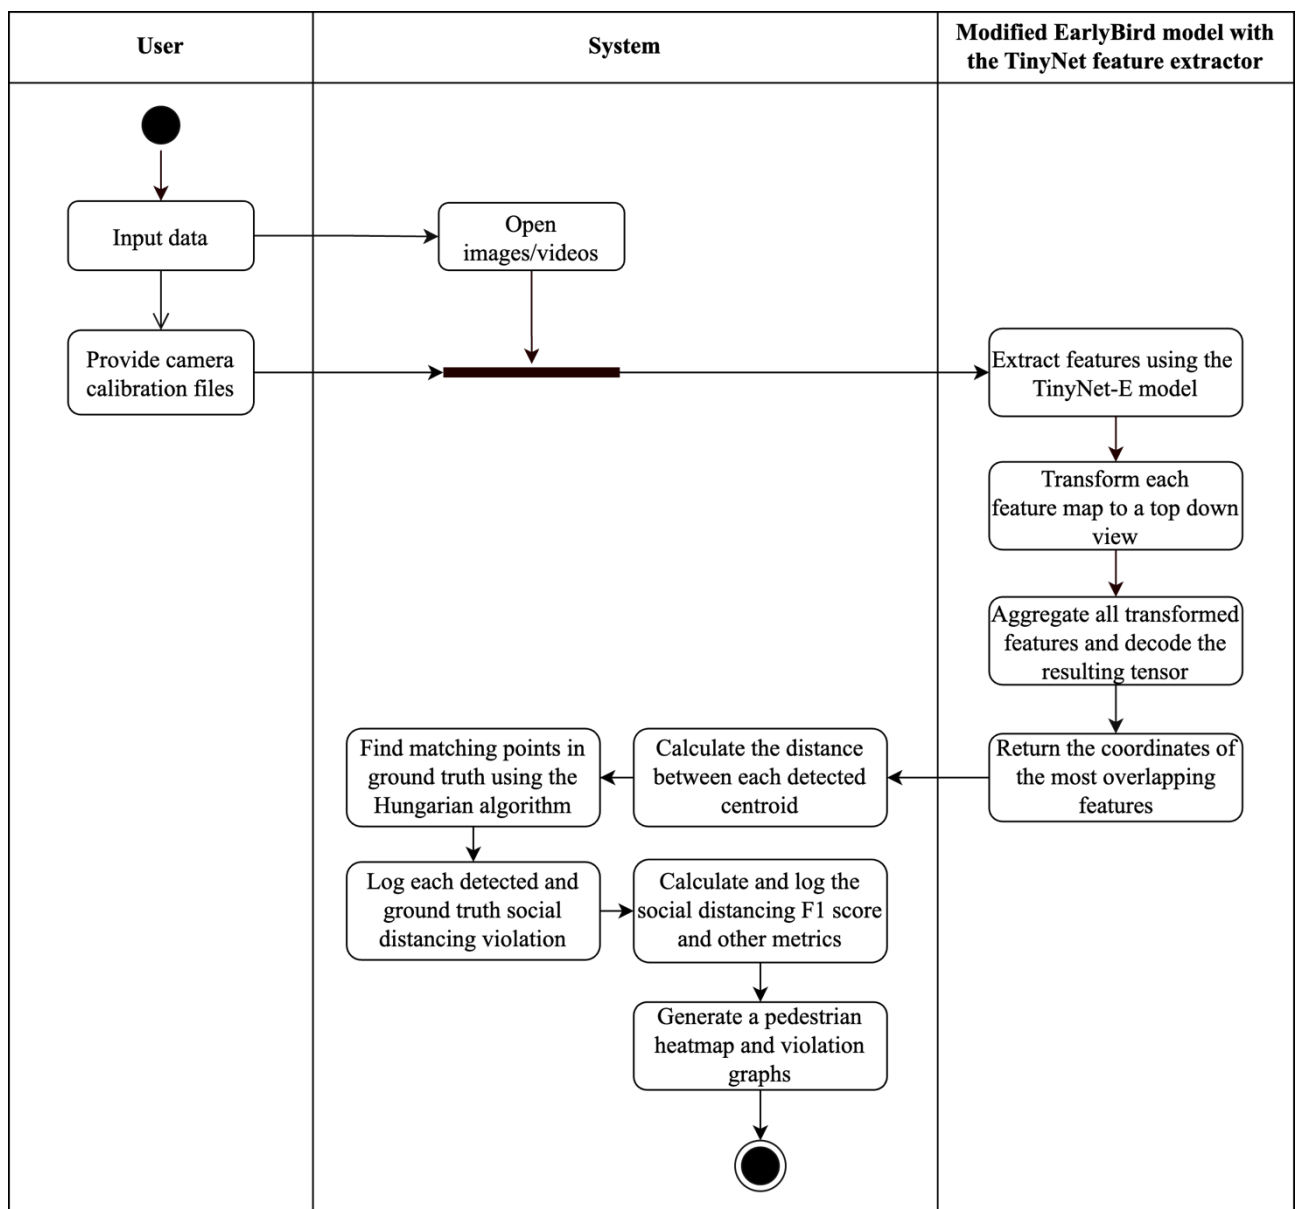 User
System
Modified EarlyBird model with
the TinyNet feature extractor
Input data
Open
images/videos
Provide camera
calibration files
Extract features using the
TinyNet-E model
Transform each
feature map to a top down
view
Aggregate all transformed
features and decode the
resulting tensor
Return the coordinates of
the most overlapping
features
Calculate the distance
between each detected
centroid
Find matching points in
ground truth using the
Hungarian algorithm
Log each detected and
ground truth social
distancing violation
Calculate and log the
social distancing F1 score
and other metrics
Generate a pedestrian
heatmap and violation
graphs